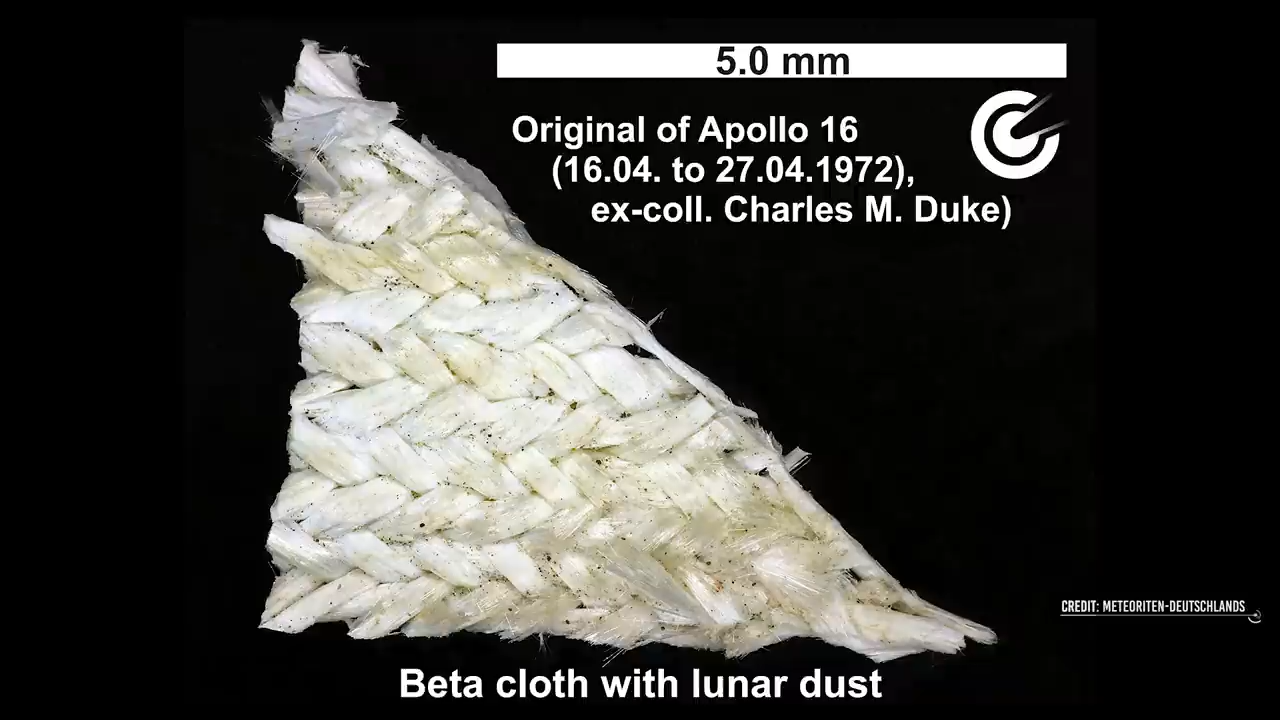 5.0 mm
Original of Apollo 16
(16.04. to 27.04.1972),
ex-coll. Charles M. Duke)
CREDIT: METEORITEN-DEUTSCHLANDS
Beta cloth with lunar dust